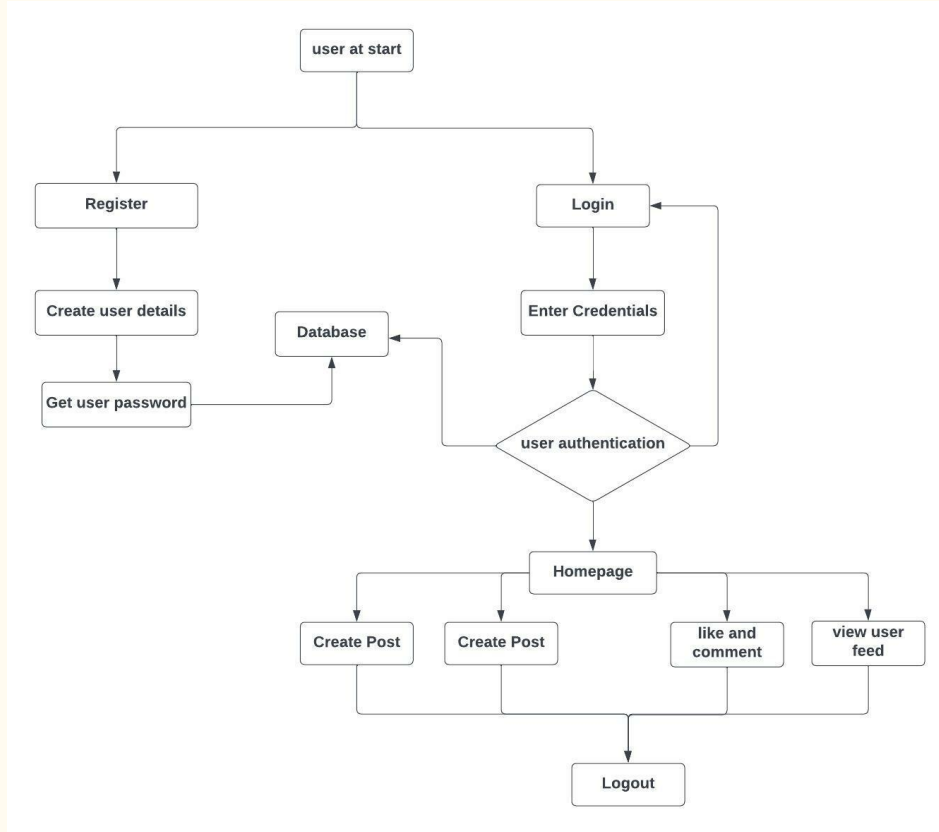 user at start
Register
Login
Create user details
Enter Credentials
Database
Get user password
user authentication
Homepage
Create Post
Create Post
like and
comment
view user
feed
Logout